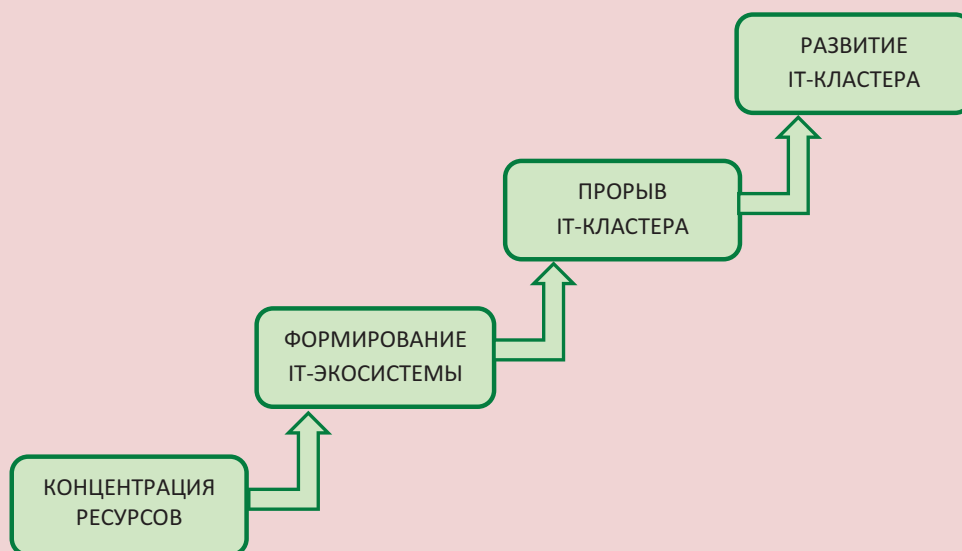 РАЗВИТИЕ
IT-КЛАСТЕРА
ПРОРЫВ
IT-КЛАСТЕРА
ФОРМИРОВАНИЕ
IT-ЭКОСИСТЕМЫ
КОНЦЕНТРАЦИЯ
РЕСУРСОВ